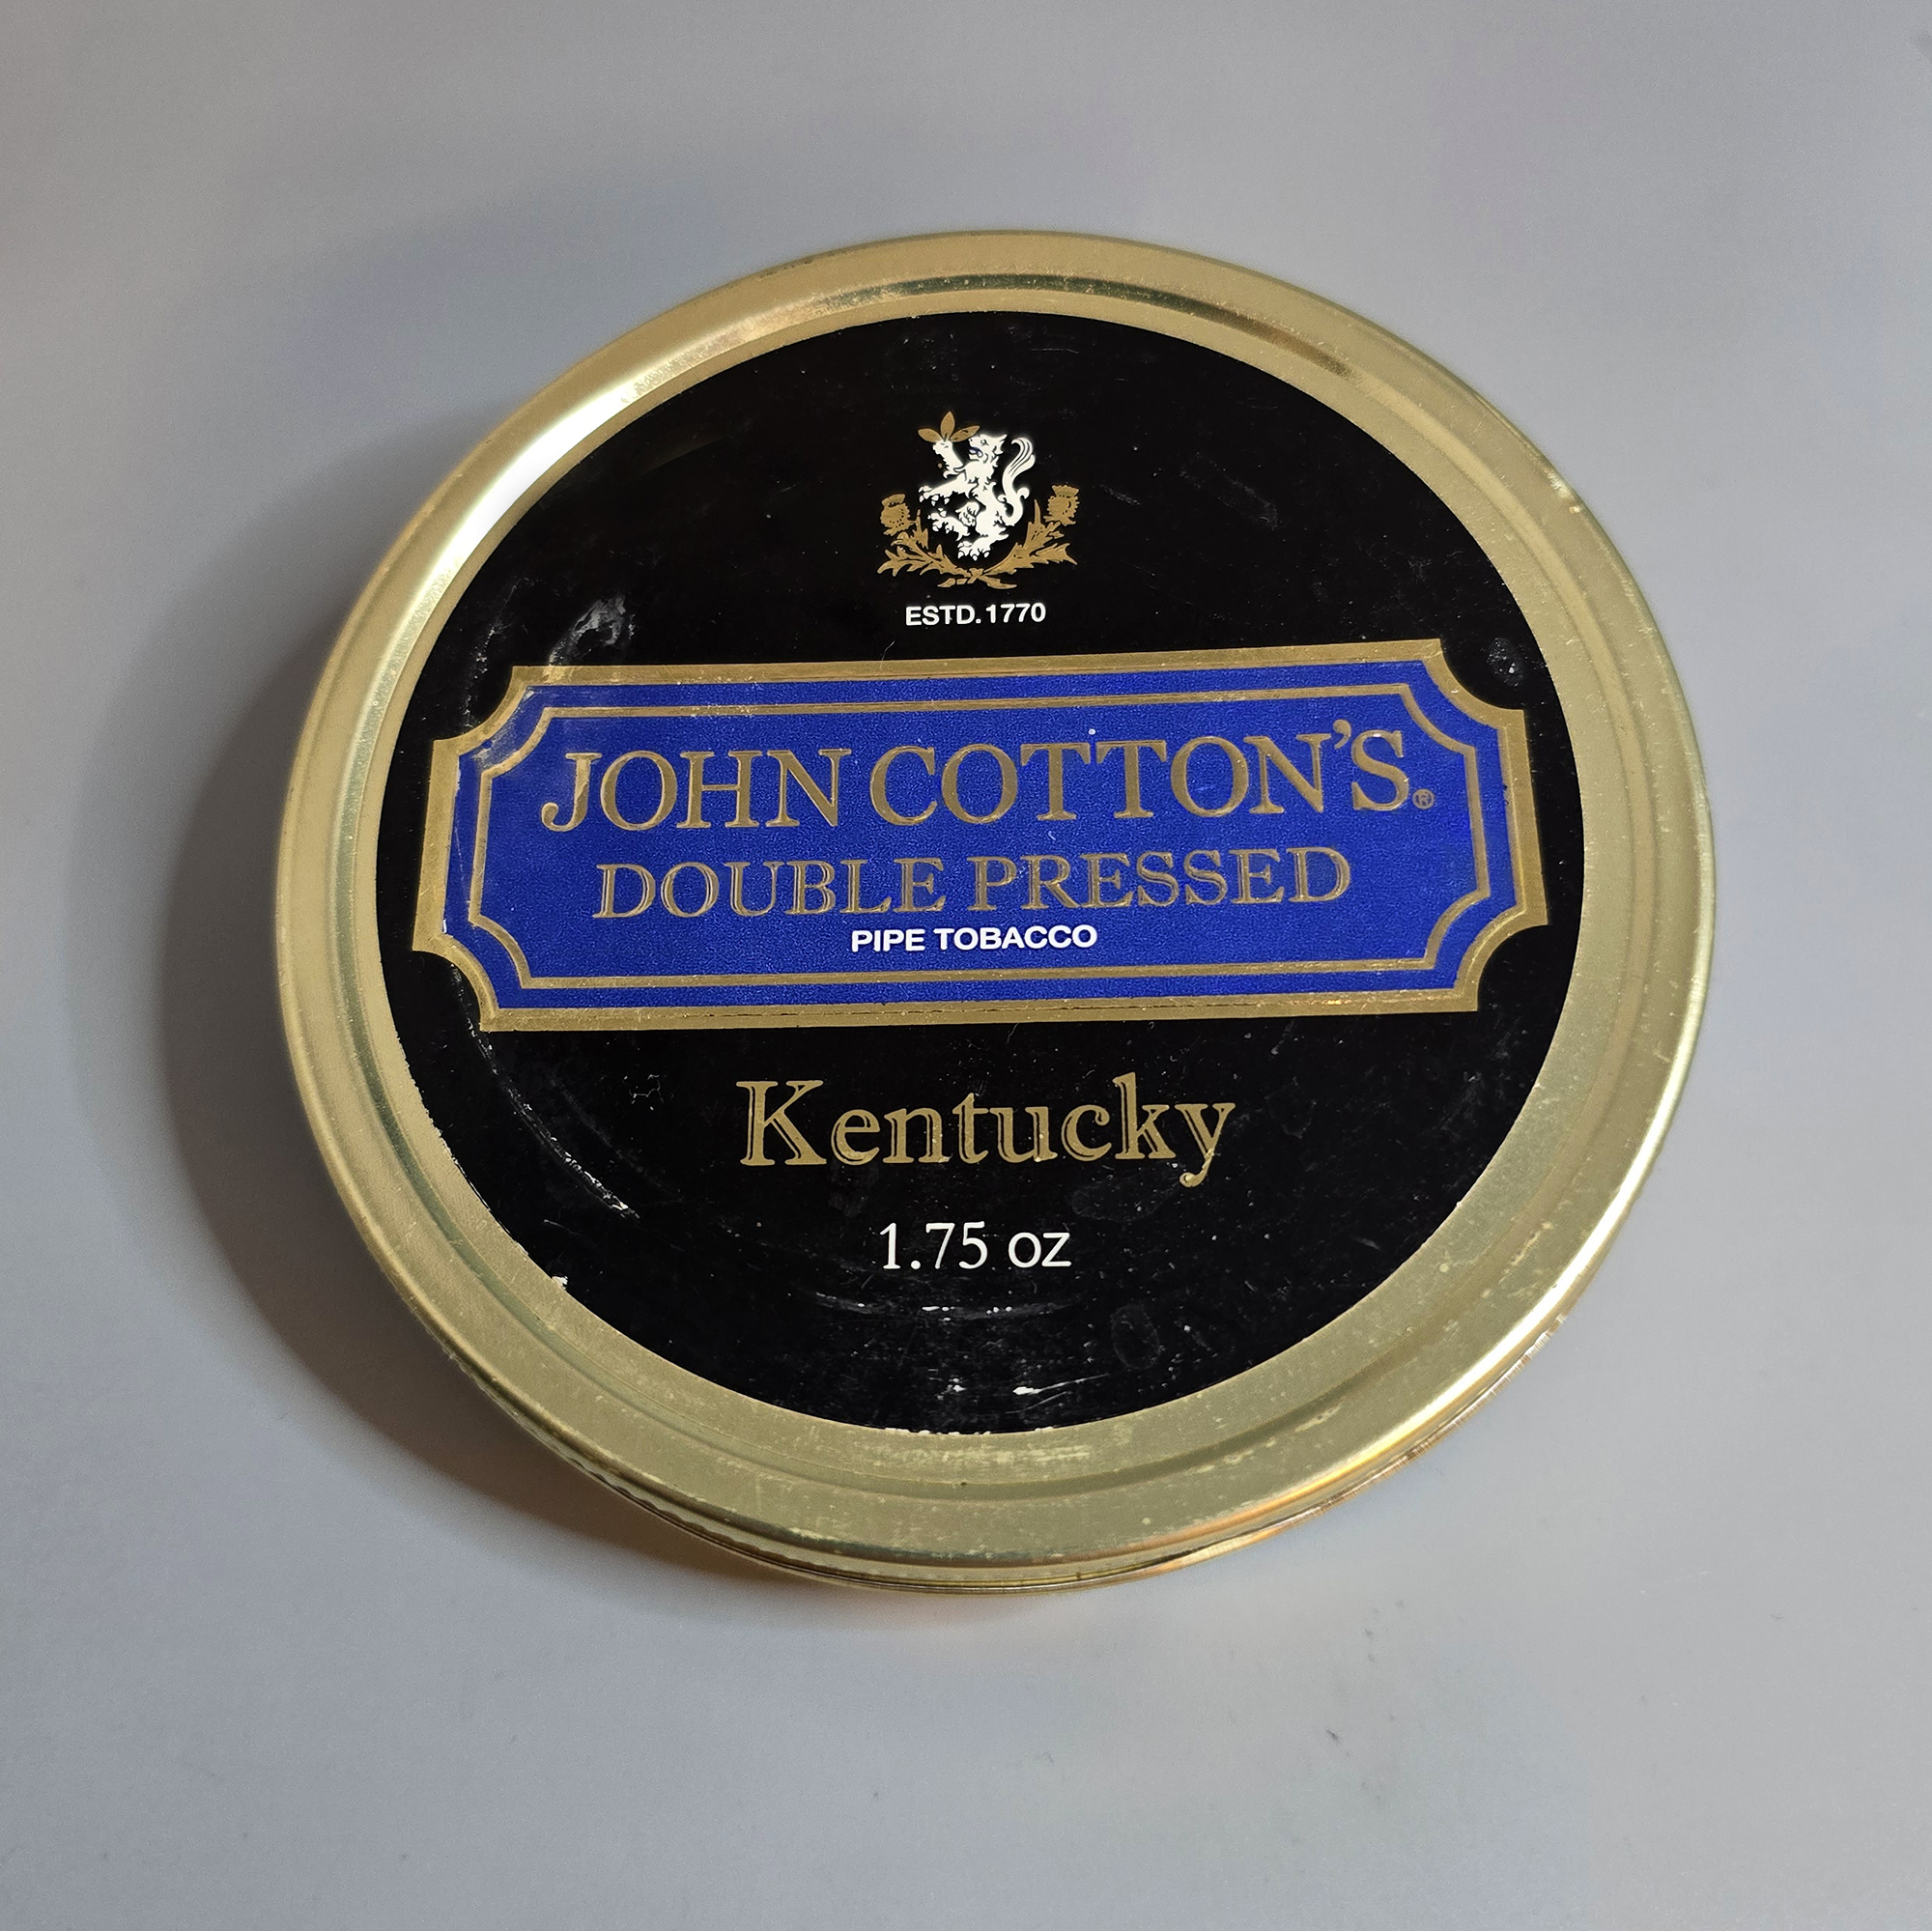 ESTD.1770
JOHN COTTON'S®
DOUBLE PRESSED
PIPE TOBACCO
Kentucky
1.75 oz